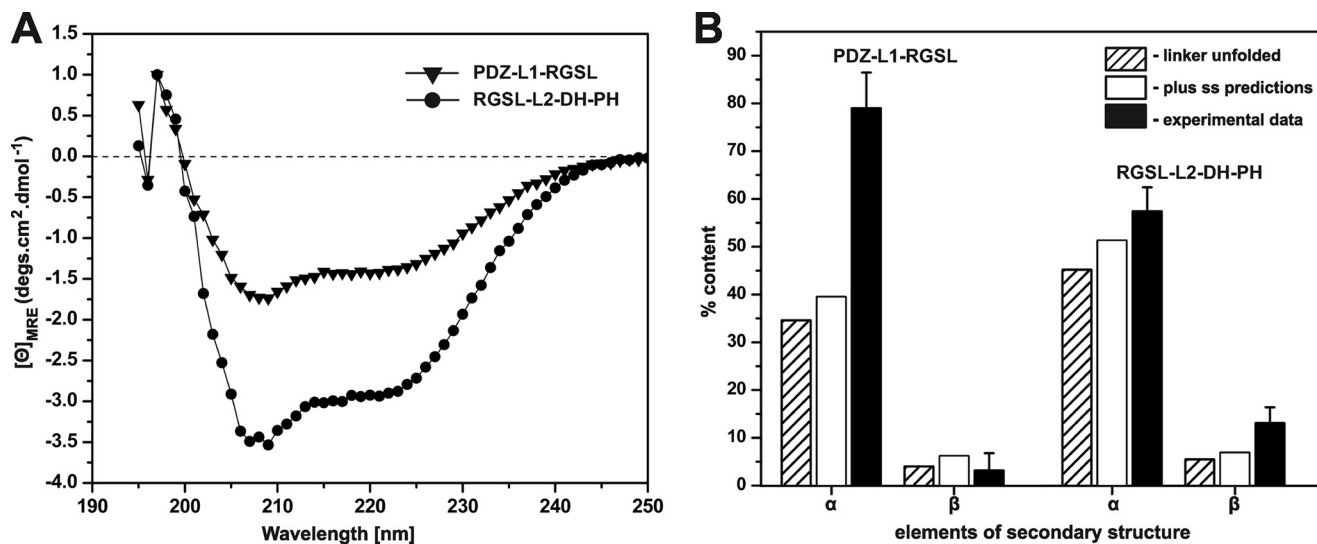 A
1.5
1.0
0.5
0.0
-0.5
-1.0
-1.5
-2.0
-2.5
-3.0
-3.5
-4.0
[Θ]MRE (degs.cm².dmol⁻¹)
PDZ-L1-RGSL
RGSL-L2-DH-PH
190 200 210 220 230 240 250
Wavelength [nm]
B
90
80
70
60
50
40
30
20
10
0
% content
PDZ-L1-RGSL
- linker unfolded
- plus ss predictions
- experimental data
RGSL-L2-DH-PH
α β α β
elements of secondary structure